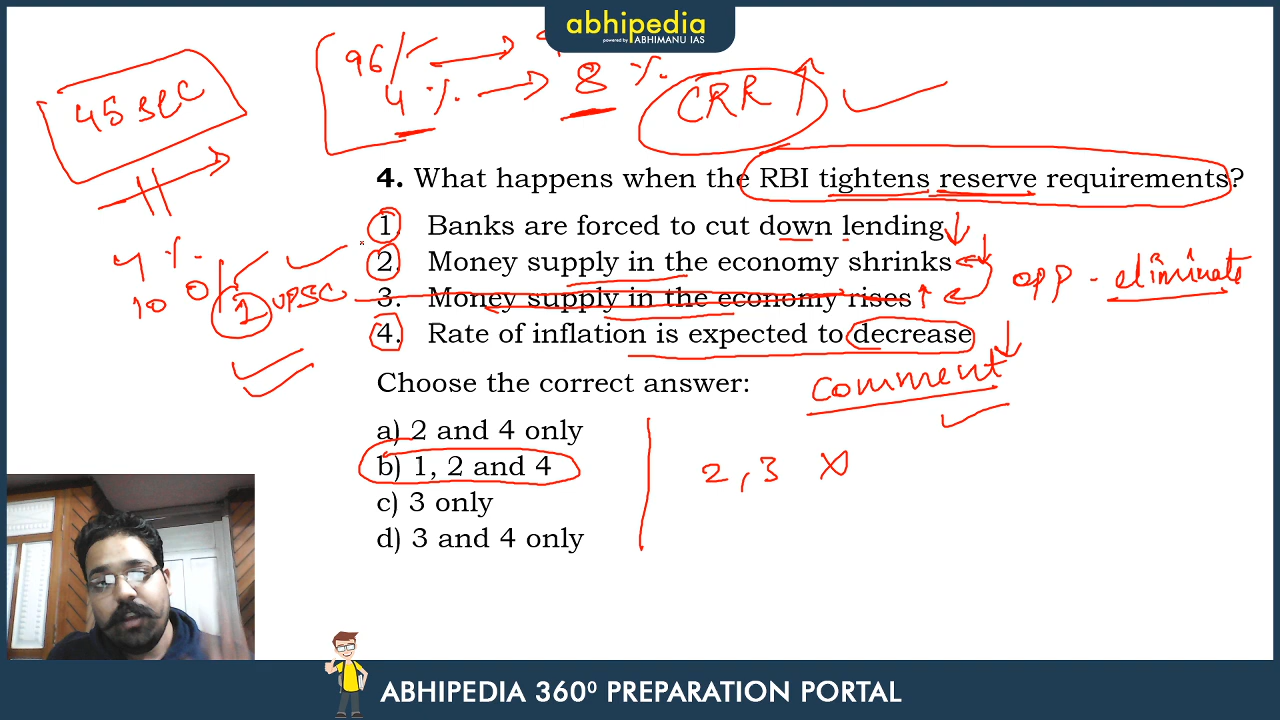 abhipedia
powered by ABHIMANU IAS
45 sec
96%
4% 8%
CRR
4. What happens when the RBI tightens reserve requirements?
1. Banks are forced to cut down lending
2. Money supply in the economy shrinks
3. Money supply in the economy rises
4. Rate of inflation is expected to decrease
4%
10
1 UPSC
opp - eliminate
comment
Choose the correct answer:
a) 2 and 4 only
b) 1, 2 and 4
c) 3 only
d) 3 and 4 only
2, 3 X
ABHIPEDIA 360⁰ PREPARATION PORTAL